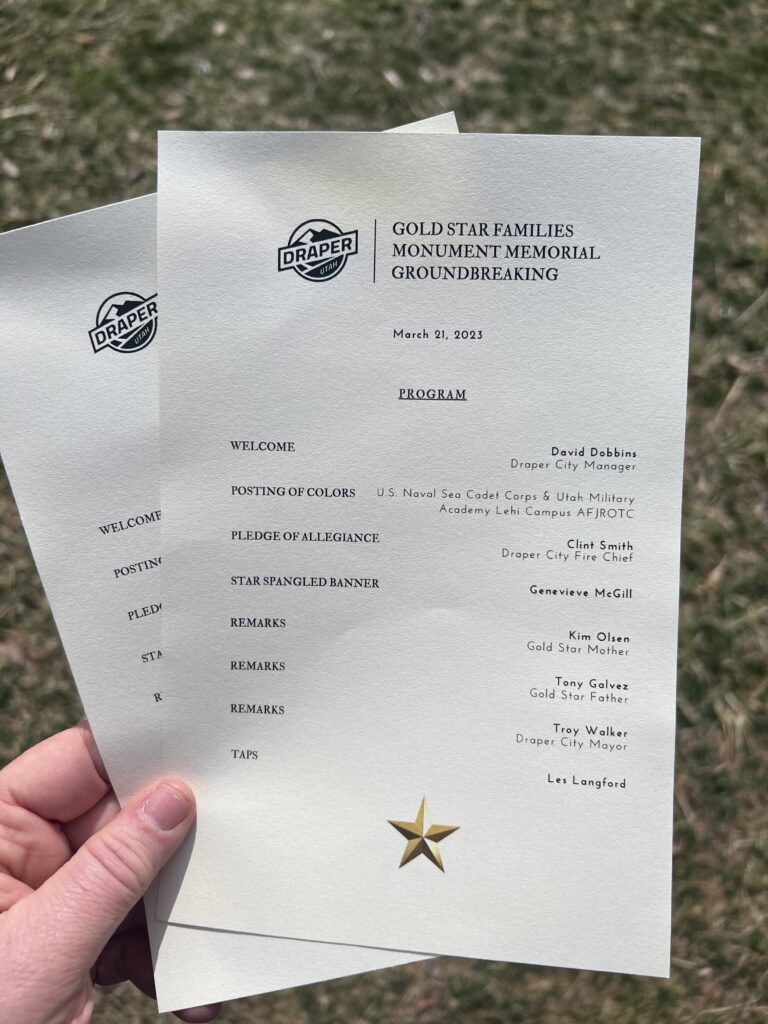 DRAPER
UTAH
GOLD STAR FAMILIES
MONUMENT MEMORIAL
GROUNDBREAKING
March 21, 2023
PROGRAM
WELCOME
David Dobbins
Draper City Manager
POSTING OF COLORS
U.S. Naval Sea Cadet Corps & Utah Military
Academy Lehi Campus AFJROTC
PLEDGE OF ALLEGIANCE
Clint Smith
Draper City Fire Chief
STAR SPANGLED BANNER
Genevieve McGill
REMARKS
Kim Olsen
Gold Star Mother
REMARKS
Tony Galvez
Gold Star Father
REMARKS
Troy Walker
Draper City Mayor
TAPS
Les Langford
DRAPER
UTAH
WELCOME
POSTING
PLED
STA
R